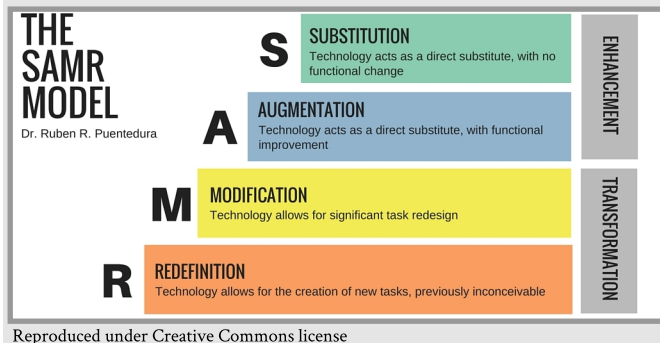 THE
SAMR
MODEL
Dr. Ruben R. Puentedura
S
SUBSTITUTION
Technology acts as a direct substitute, with no
functional change
A
AUGMENTATION
Technology acts as a direct substitute, with functional
improvement
ENHANCEMENT
M
MODIFICATION
Technology allows for significant task redesign
R
REDEFINITION
Technology allows for the creation of new tasks, previously inconceivable
TRANSFORMATION
Reproduced under Creative Commons license